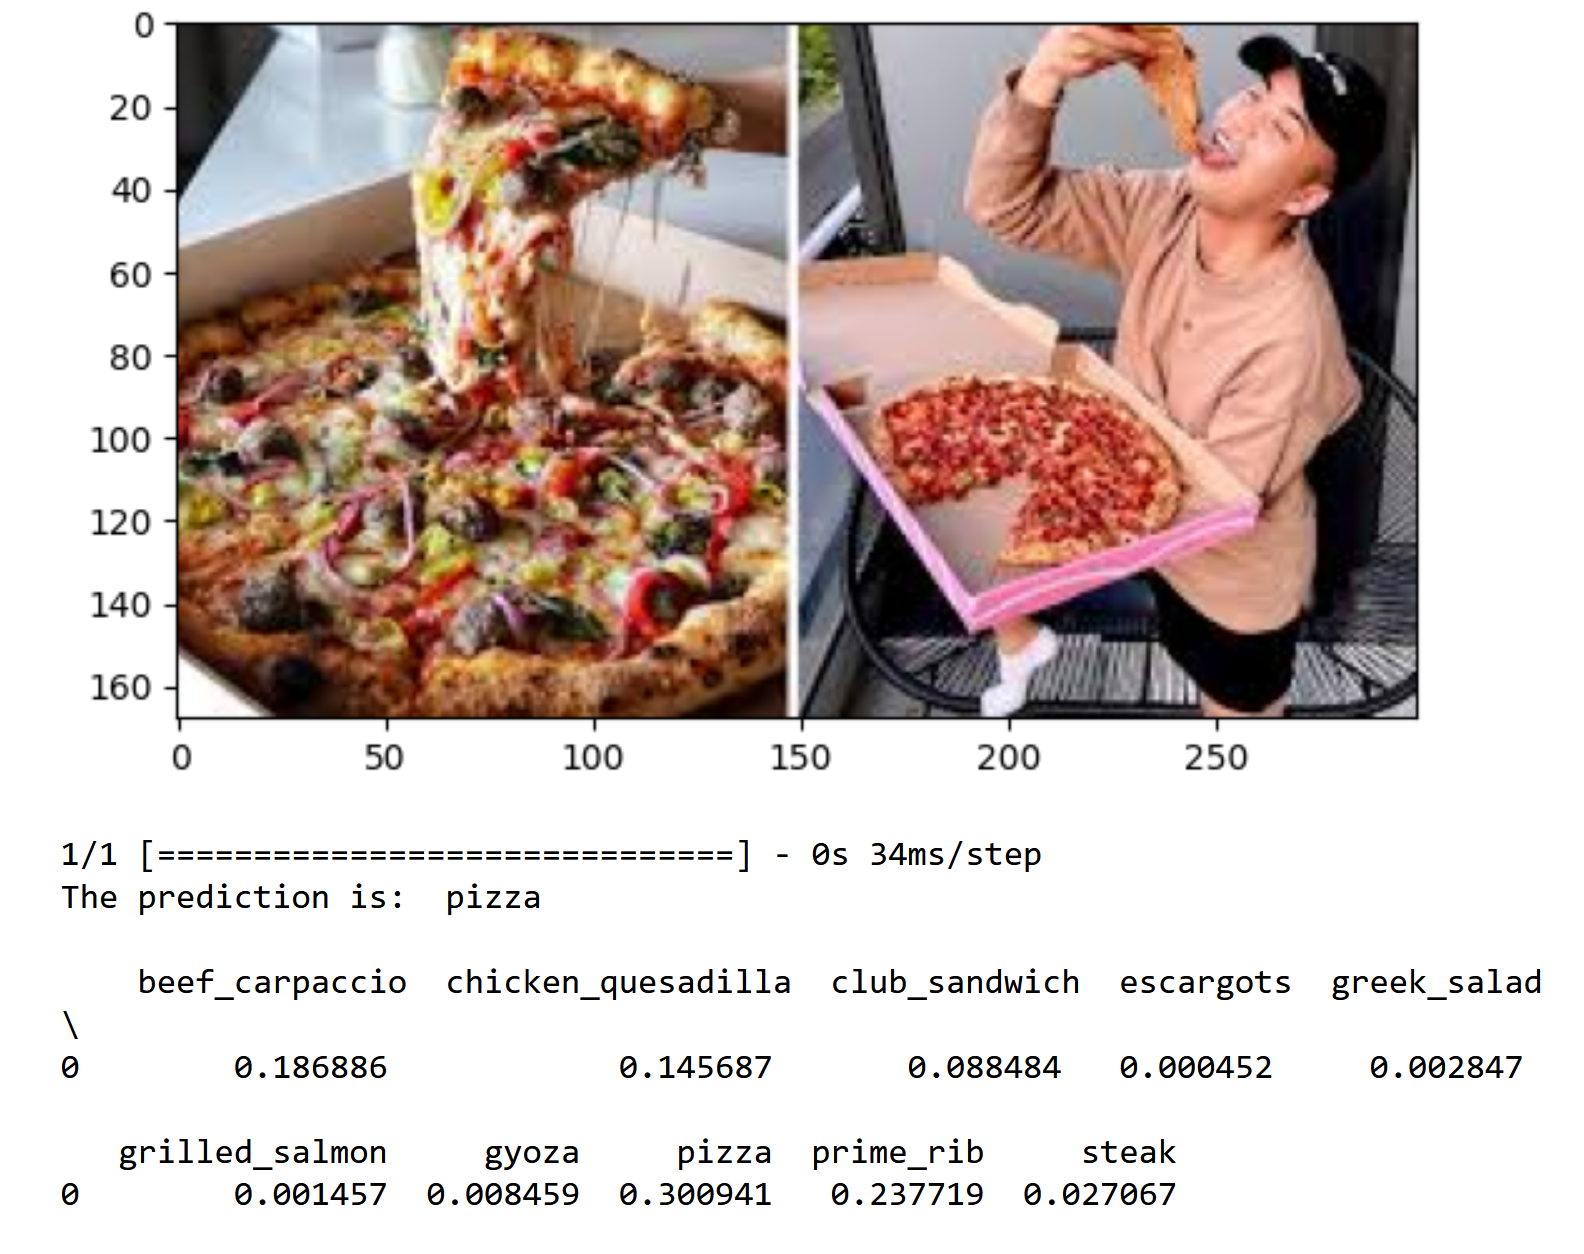 0
20
40
60
80
100
120
140
160
0 50 100 150 200 250
1/1 [==============================] - 0s 34ms/step
The prediction is:  pizza
beef_carpaccio chicken_quesadilla club_sandwich escargots greek_salad
\
0 0.186886 0.145687 0.088484 0.000452 0.002847
grilled_salmon gyoza pizza prime_rib steak
0 0.001457 0.008459 0.300941 0.237719 0.027067